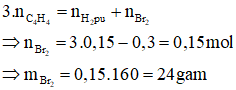 3.n_{C_4H_4} = n_{H_2pu} + n_{Br_2}
⇒ n_{Br_2} = 3.0,15 − 0,3 = 0,15mol
⇒ m_{Br_2} = 0,15.160 = 24gam